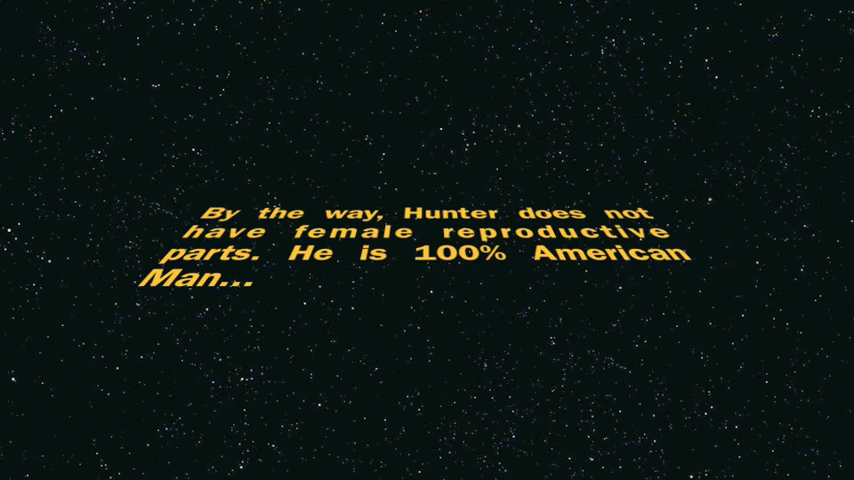 By the way, Hunter does not
have female reproductive
parts. He is 100% American
Man...